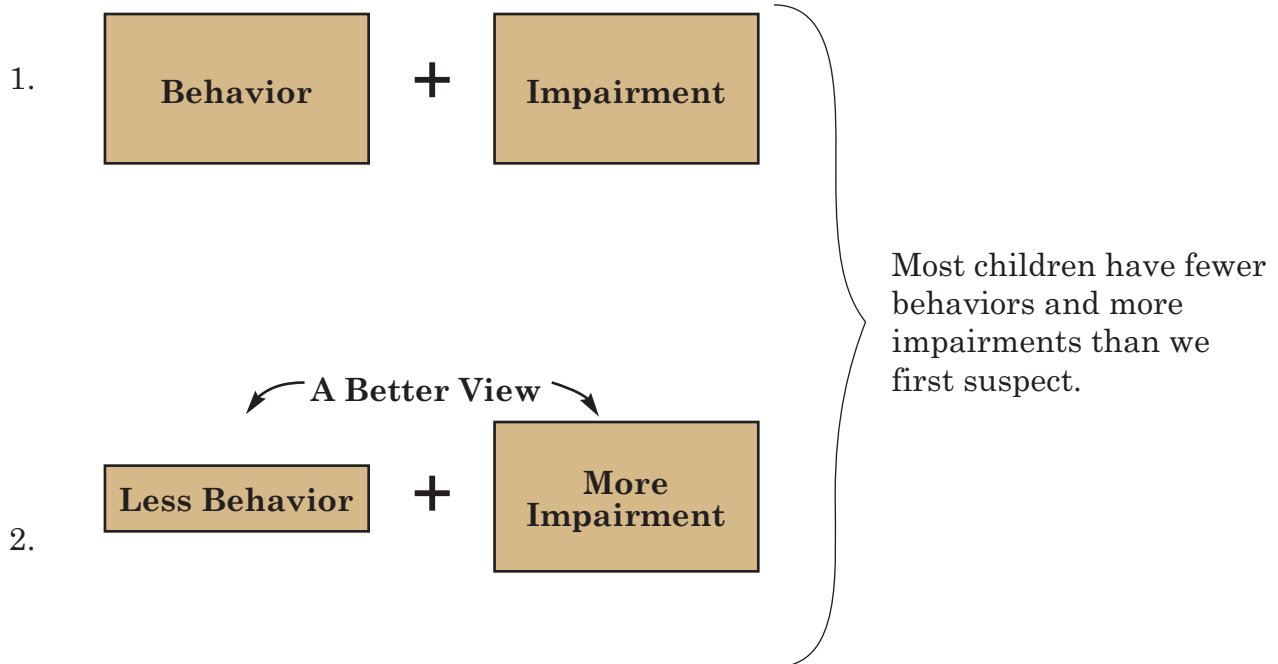 1.
Behavior
+
Impairment
Most children have fewer
behaviors and more
impairments than we
first suspect.
A Better View
2.
Less Behavior
+
More
Impairment